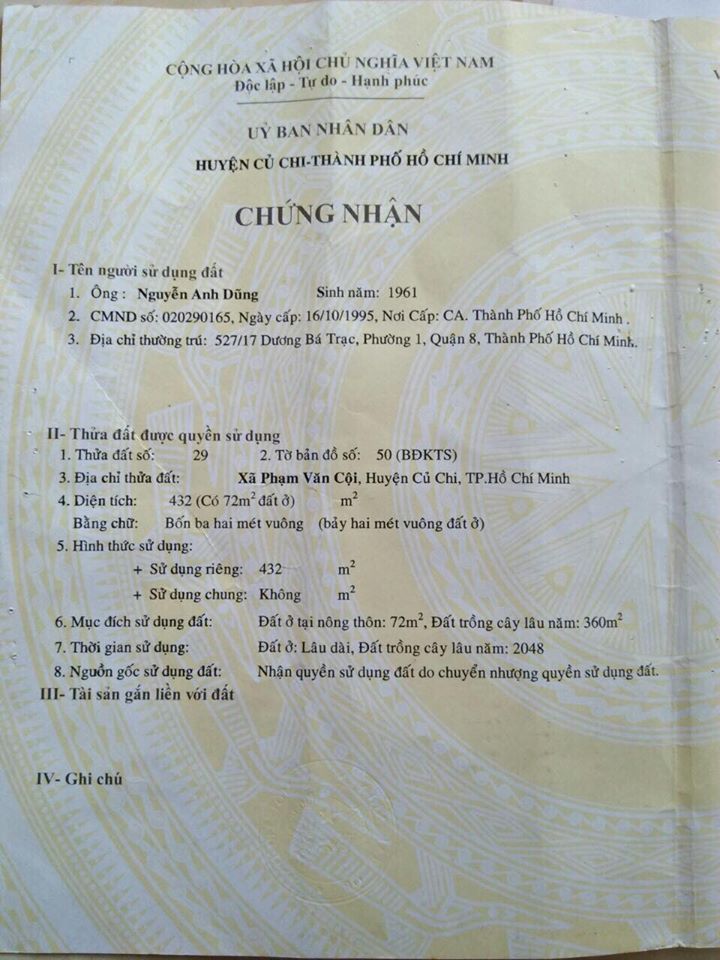 CỘNG HÒA XÃ HỘI CHỦ NGHĨA VIỆT NAM
Độc lập - Tự do - Hạnh phúc
UỶ BAN NHÂN DÂN
HUYỆN CỦ CHI-THÀNH PHỐ HỒ CHÍ MINH
CHỨNG NHẬN
I- Tên người sử dụng đất
1. Ông : Nguyễn Anh Dũng Sinh năm: 1961
2. CMND số: 020290165, Ngày cấp: 16/10/1995, Nơi Cấp: CA. Thành Phố Hồ Chí Minh .
3. Địa chỉ thường trú: 527/17 Dương Bá Trạc, Phường 1, Quận 8, Thành Phố Hồ Chí Minh.
II- Thửa đất được quyền sử dụng
1. Thửa đất số: 29 2. Tờ bản đồ số: 50 (BĐKTS)
3. Địa chỉ thửa đất: Xã Phạm Văn Cội, Huyện Củ Chi, TP.Hồ Chí Minh
4. Diện tích: 432 (Có 72m² đất ở) m²
Bằng chữ: Bốn ba hai mét vuông (bảy hai mét vuông đất ở)
5. Hình thức sử dụng:
+ Sử dụng riêng: 432 m²
+ Sử dụng chung: Không m²
6. Mục đích sử dụng đất: Đất ở tại nông thôn: 72m², Đất trồng cây lâu năm: 360m²
7. Thời gian sử dụng: Đất ở: Lâu dài, Đất trồng cây lâu năm: 2048
8. Nguồn gốc sử dụng đất: Nhận quyền sử dụng đất do chuyển nhượng quyền sử dụng đất.
III- Tài sản gắn liền với đất
IV- Ghi chú